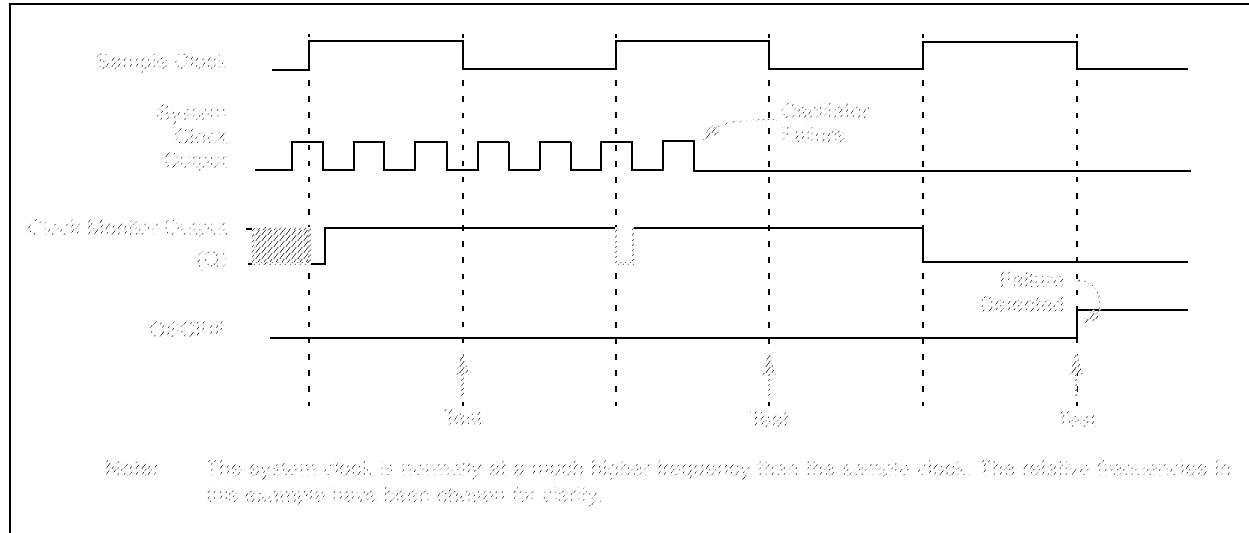 Sample Clock
System
Clock
Output
Oscillator
Failure
Clock Monitor Output
(Q)
Failure
Detected
OSCFIF
Test
Test
Test
Note: The system clock is normally at a much higher frequency than the sample clock. The relative frequencies in
this example have been chosen for clarity.